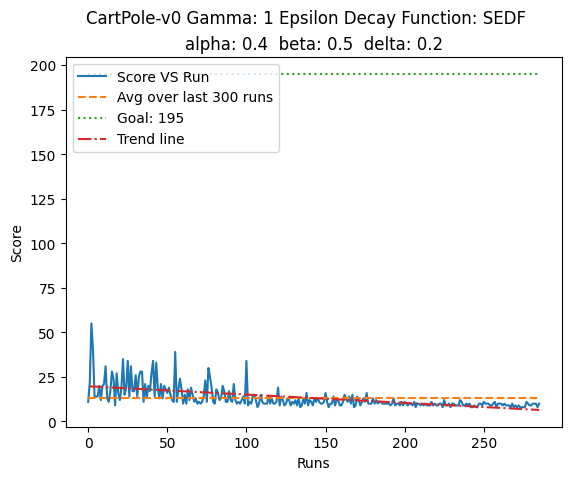 CartPole-v0 Gamma: 1 Epsilon Decay Function: SEDF
alpha: 0.4 beta: 0.5 delta: 0.2
Score VS Run
Avg over last 300 runs
Goal: 195
Trend line
Score
200
175
150
125
100
75
50
25
0
0 50 100 150 200 250
Runs